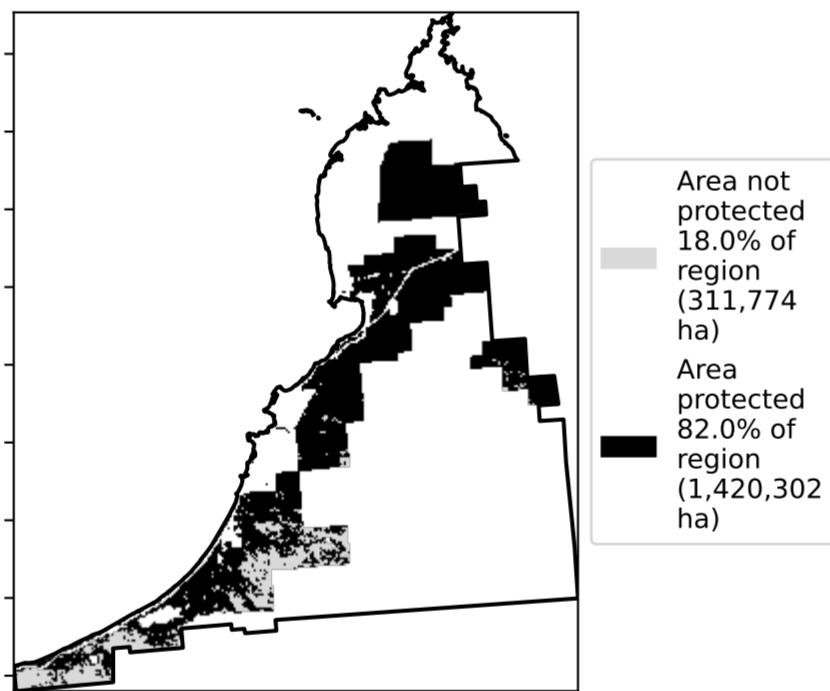 Area not
protected
18.0% of
region
(311,774
ha)
Area
protected
82.0% of
region
(1,420,302
ha)